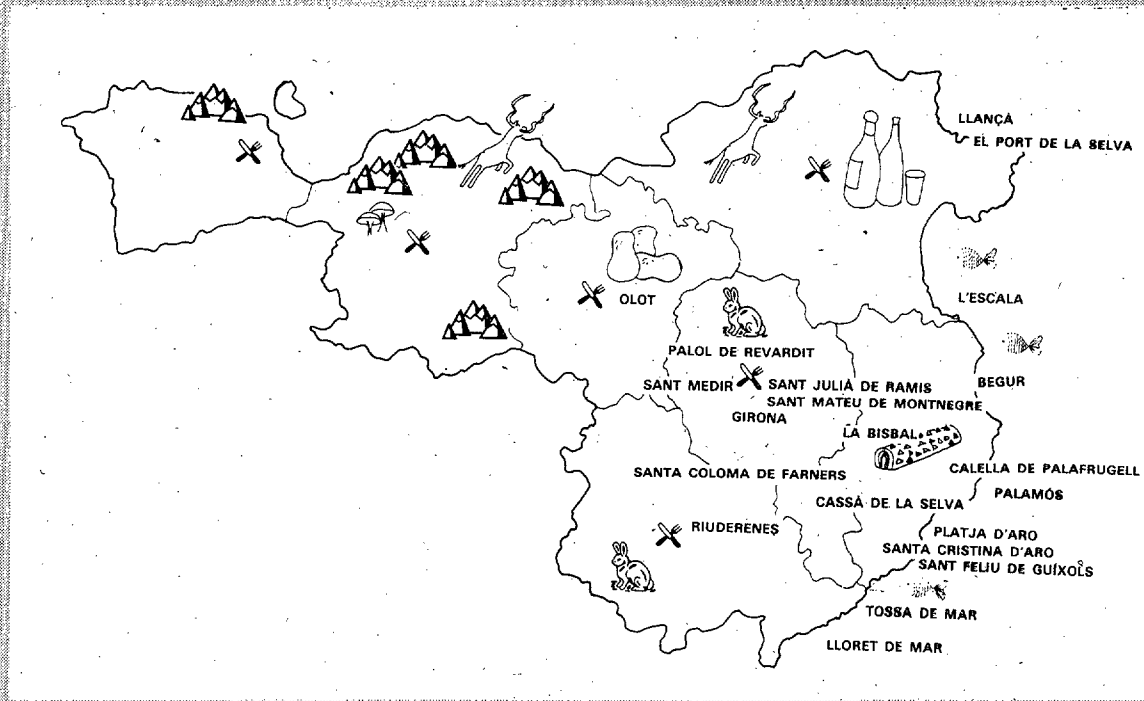 LLANÇÀ
EL PORT DE LA SELVA
L'ESCALA
OLOT
PALOL DE REVARDIT
BEGUR
SANT MEDIR
SANT JULIÀ DE RAMIS
SANT MATEU DE MONTNEGRE
GIRONA
LA BISBAL
SANTA COLOMA DE FARNERS
CALELLA DE PALAFRUGELL
PALAMÓS
CASSÀ DE LA SELVA
RIUDERENES
PLATJA D'ARO
SANTA CRISTINA D'ARO
SANT FELIU DE GUÍXOLS
TOSSA DE MAR
LLORET DE MAR